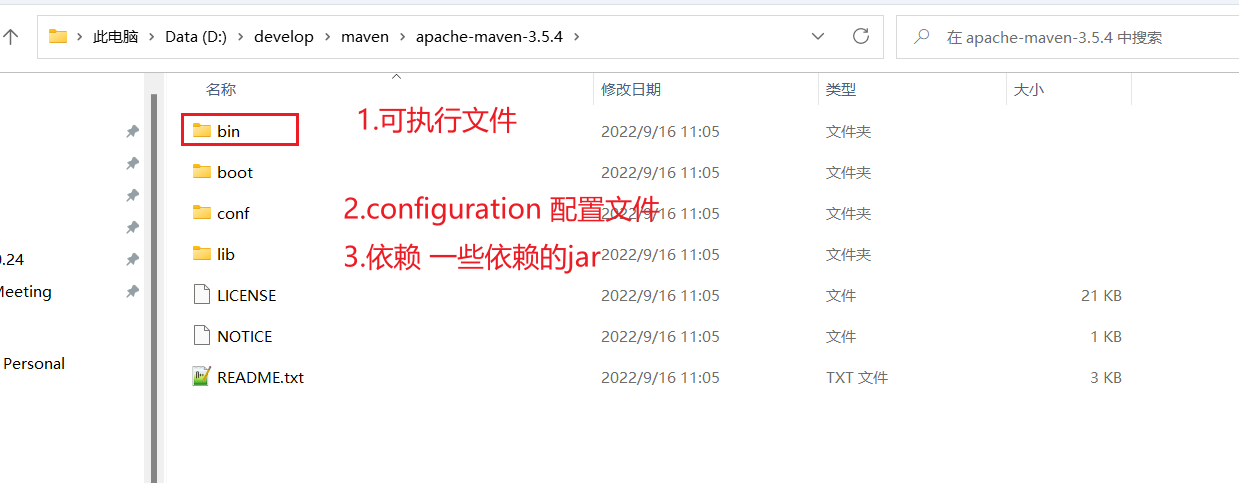 此电脑 > Data (D:) > develop > maven > apache-maven-3.5.4 >
在 apache-maven-3.5.4 中搜索
名称 修改日期 类型 大小
bin 1.可执行文件 2022/9/16 11:05 文件夹
boot 2022/9/16 11:05 文件夹
conf 2.configuration 配置文件 2022/9/16 11:05 文件夹
lib 3.依赖 一些依赖的jar 2022/9/16 11:05 文件夹
.24
LICENSE 2022/9/16 11:05 文件 21 KB
Meeting
NOTICE 2022/9/16 11:05 文件 1 KB
Personal
README.txt 2022/9/16 11:05 TXT 文件 3 KB